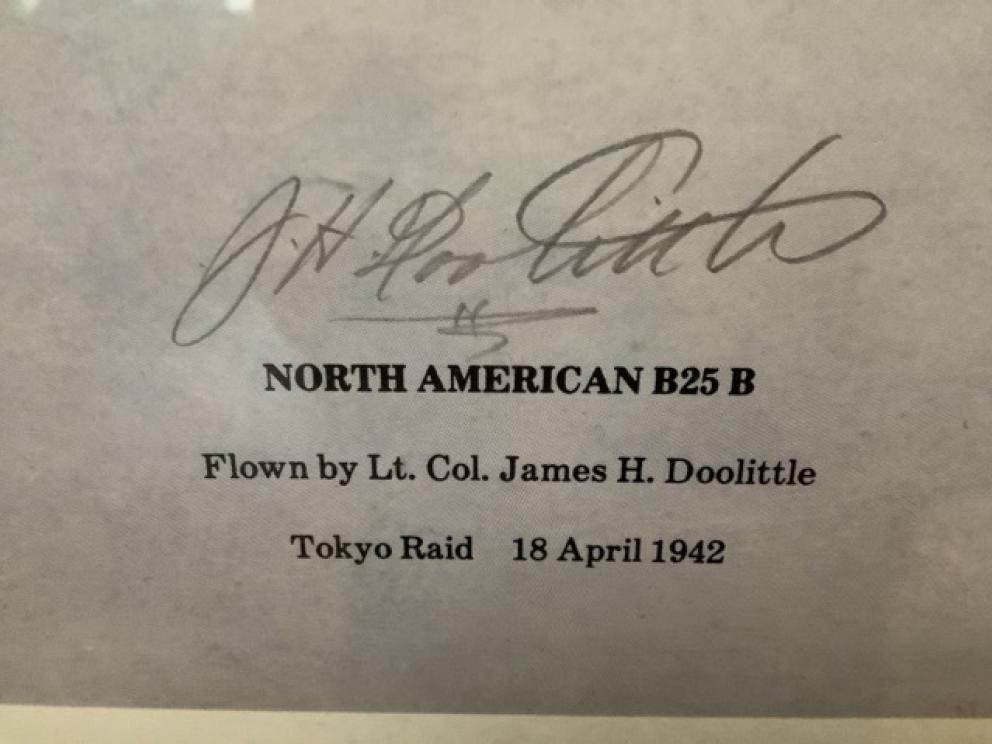 J. H. Doolittle
NORTH AMERICAN B25 B
Flown by Lt. Col. James H. Doolittle
Tokyo Raid 18 April 1942